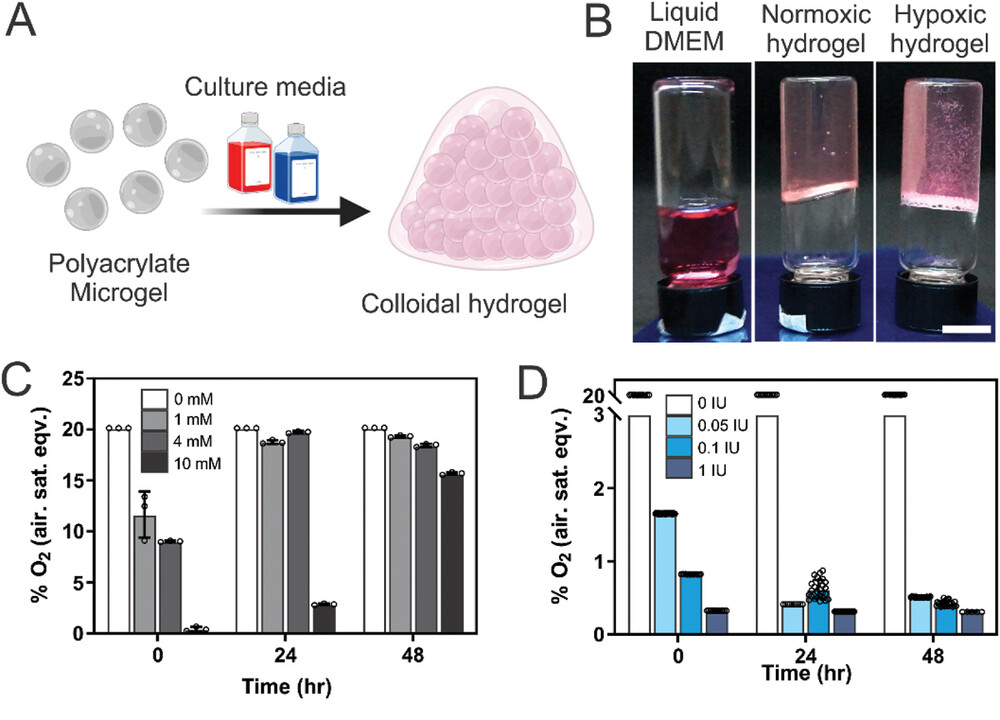 A
Culture media
Polyacrylate
Microgel
Colloidal hydrogel
B
Liquid
DMEM
Normoxic
hydrogel
Hypoxic
hydrogel
C
% O₂ (air. sat. eqv.)
25
20
15
10
5
0
0 mM
1 mM
4 mM
10 mM
0
24
48
Time (hr)
D
% O₂ (air. sat. eqv.)
20
3
2
1
0
0 IU
0.05 IU
0.1 IU
1 IU
0
24
48
Time (hr)